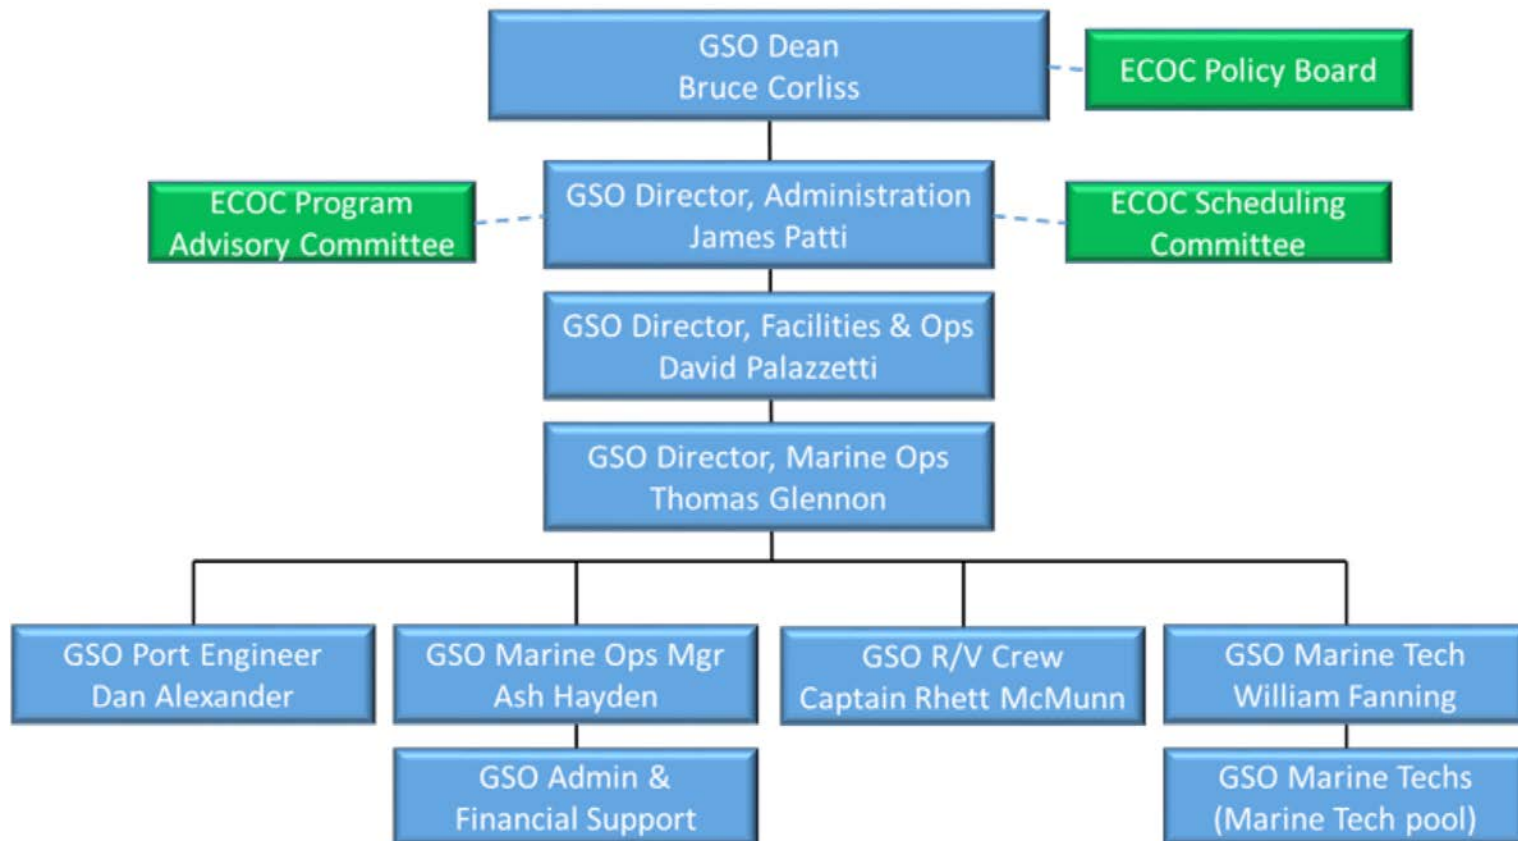 GSO Dean
Bruce Corliss
ECOC Policy Board
ECOC Program
Advisory Committee
GSO Director, Administration
James Patti
ECOC Scheduling
Committee
GSO Director, Facilities & Ops
David Palazzetti
GSO Director, Marine Ops
Thomas Glennon
GSO Port Engineer
Dan Alexander
GSO Marine Ops Mgr
Ash Hayden
GSO R/V Crew
Captain Rhett McMunn
GSO Marine Tech
William Fanning
GSO Admin &
Financial Support
GSO Marine Techs
(Marine Tech pool)